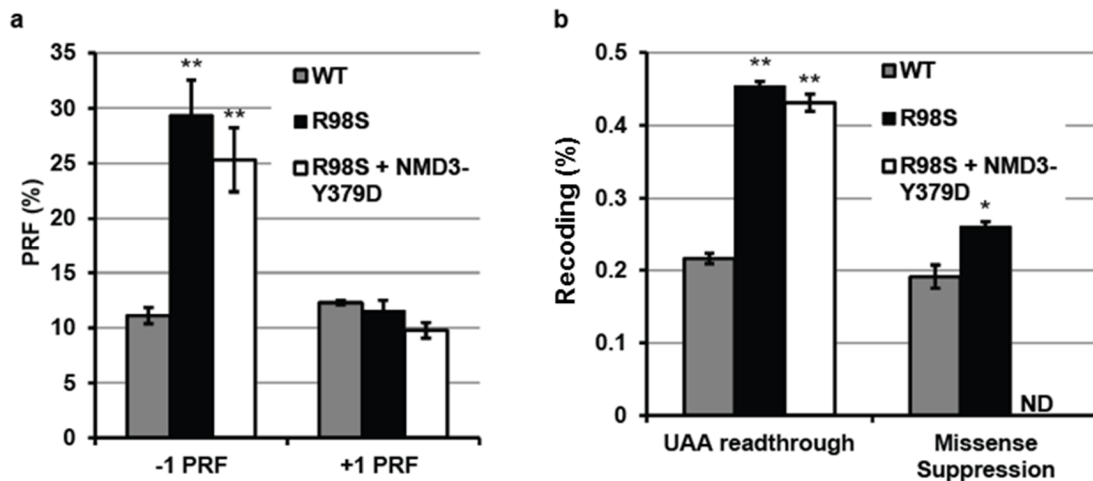 a
35
30
25
20
15
10
5
0
PRF (%)
**
**
WT
R98S
R98S + NMD3-
Y379D
-1 PRF
+1 PRF
b
0.5
0.4
0.3
0.2
0.1
0
Recoding (%)
**
**
*
WT
R98S
R98S + NMD3-
Y379D
ND
UAA readthrough
Missense
Suppression